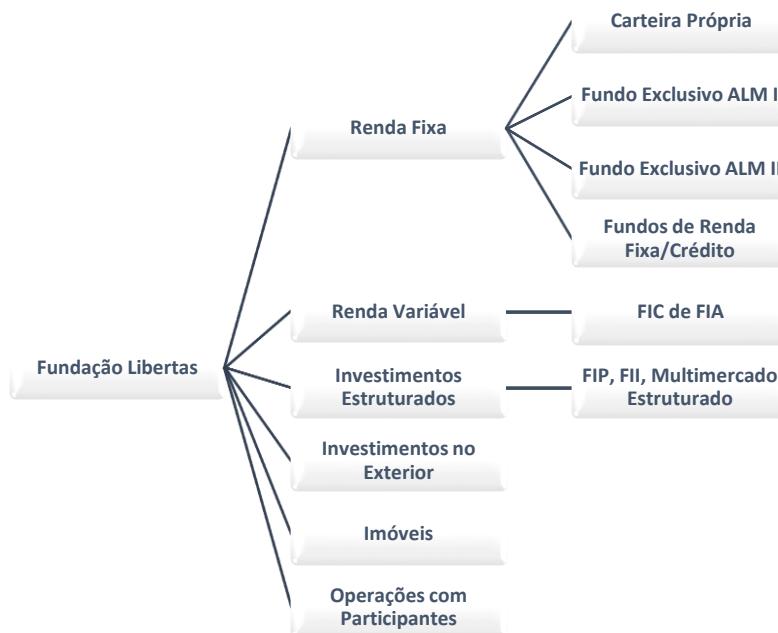 Carteira Própria
Fundo Exclusivo ALM I
Renda Fixa
Fundo Exclusivo ALM II
Fundos de Renda
Fixa/Crédito
Renda Variável
FIC de FIA
Fundação Libertas
Investimentos
Estruturados
FIP, FII, Multimercado
Estruturado
Investimentos no
Exterior
Imóveis
Operações com
Participantes